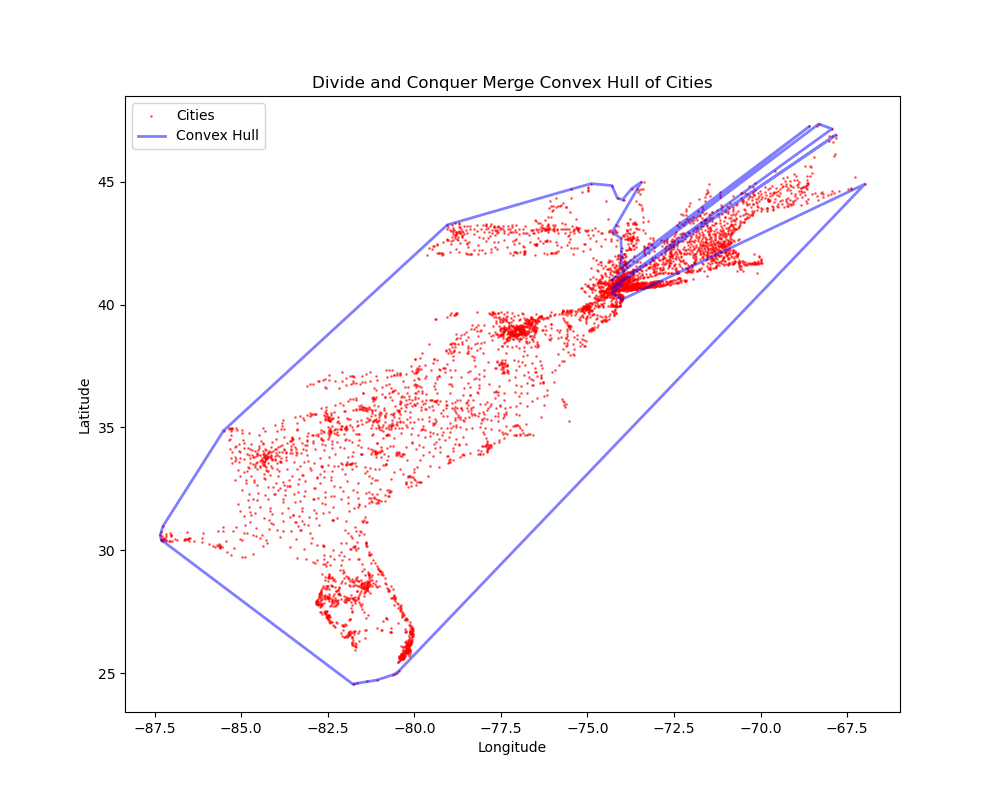 Divide and Conquer Merge Convex Hull of Cities
Cities
Convex Hull
45
40
35
30
25
Latitude
−87.5 −85.0 −82.5 −80.0 −77.5 −75.0 −72.5 −70.0 −67.5
Longitude